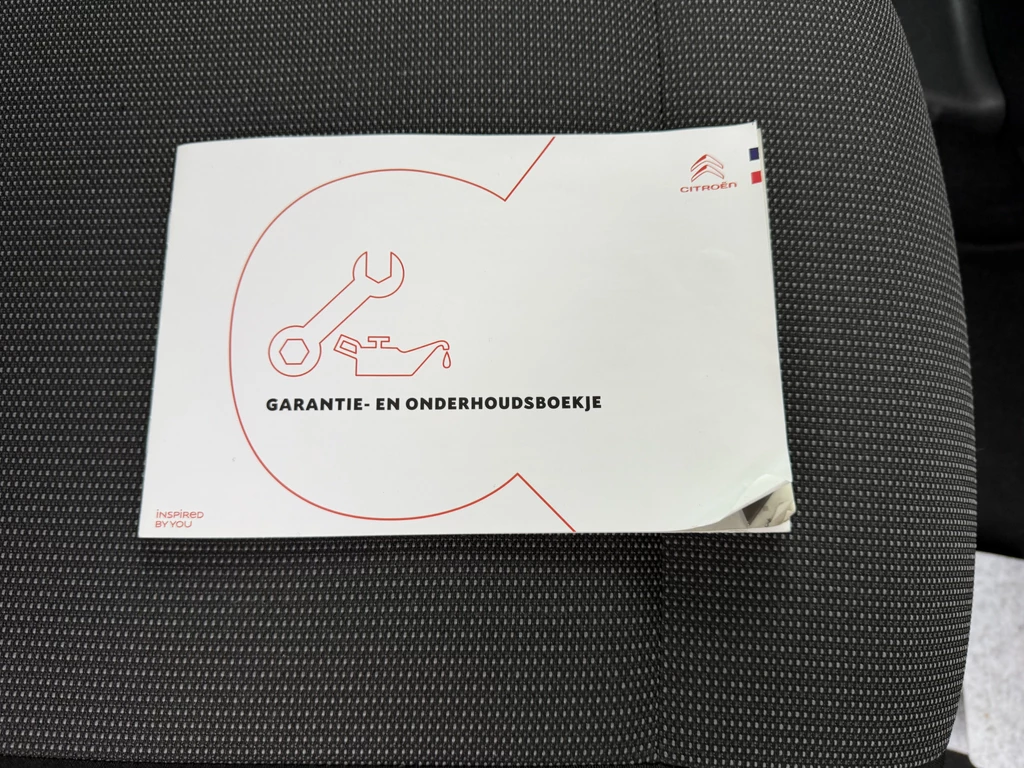 CITROËN
GARANTIE- EN ONDERHOUDSBOEKJE
INSPIRED
BY YOU